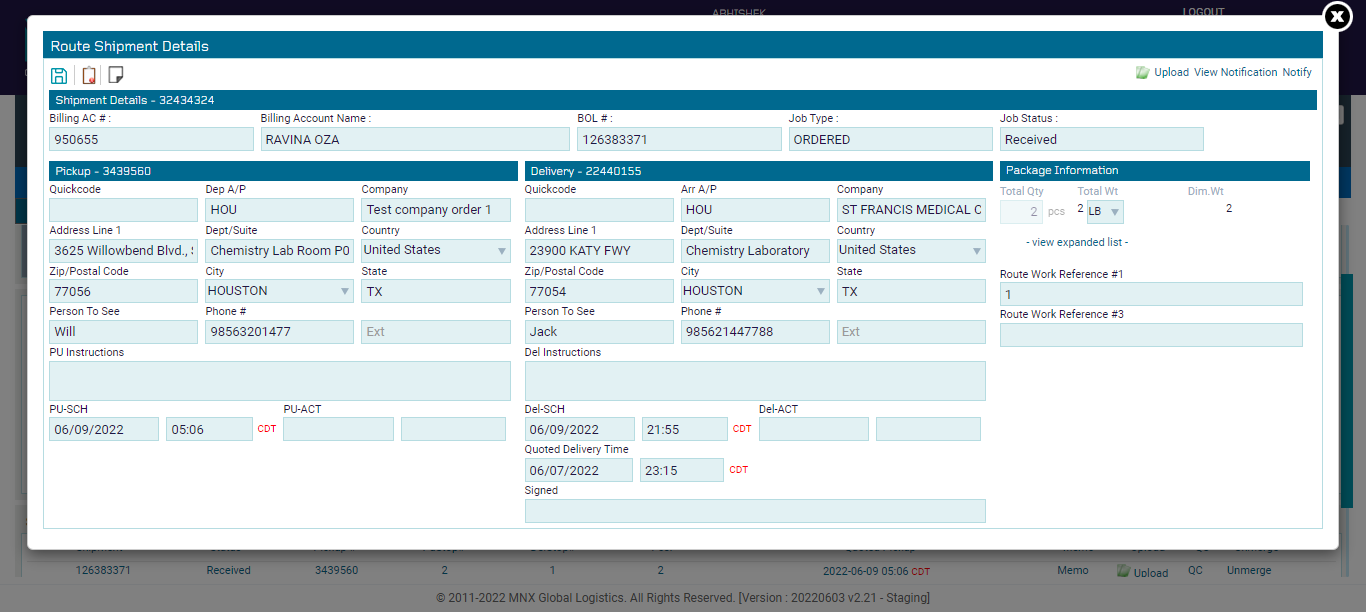 ABHISHEK LOGOUT
Route Shipment Details
Upload View Notification Notify
Shipment Details - 32434324
Billing AC # : Billing Account Name : BOL # : Job Type : Job Status :
950655 RAVINA OZA 126383371 ORDERED Received
Pickup - 3439560 Delivery - 22440155 Package Information
Quickcode Dep A/P Company Quickcode Arr A/P Company Total Qty Total Wt Dim.Wt
HOU Test company order 1 HOU ST FRANCIS MEDICAL C 2 pcs 2 LB 2
Address Line 1 Dept/Suite Country Address Line 1 Dept/Suite Country
3625 Willowbend Blvd., Chemistry Lab Room P0 United States 23900 KATY FWY Chemistry Laboratory United States - view expanded list -
Zip/Postal Code City State Zip/Postal Code City State Route Work Reference #1
77056 HOUSTON TX 77054 HOUSTON TX 1
Person To See Phone # Person To See Phone # Route Work Reference #3
Will 98563201477 Ext Jack 985621447788 Ext
PU Instructions Del Instructions
PU-SCH PU-ACT Del-SCH Del-ACT
06/09/2022 05:06 CDT 06/09/2022 21:55 CDT
Quoted Delivery Time
06/07/2022 23:15 CDT
Signed
126383371 Received 3439560 2 1 2 2022-06-09 05:06 CDT Memo Upload QC Unmerge
© 2011-2022 MNX Global Logistics. All Rights Reserved. [Version : 20220603 v2.21 - Staging]